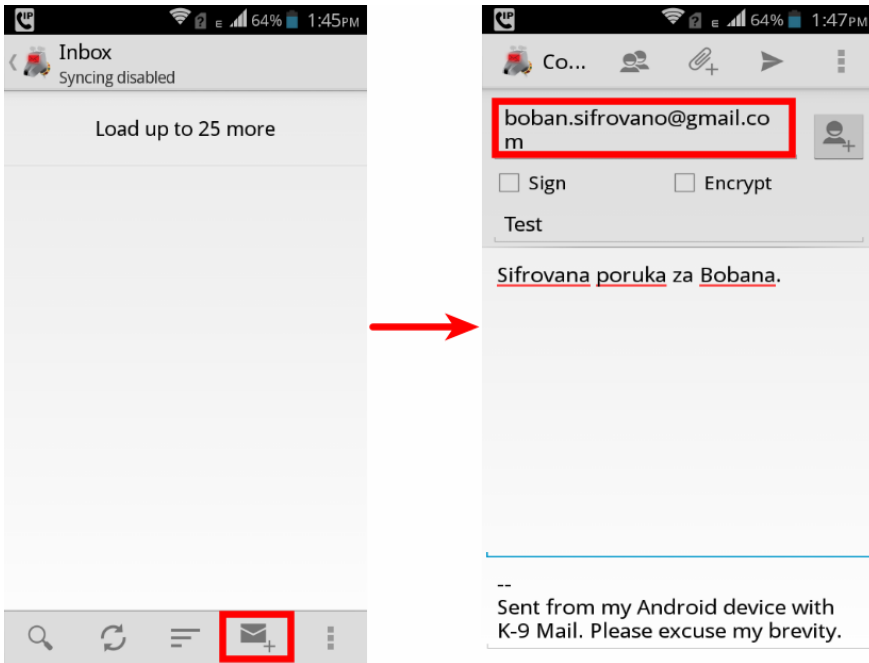 64% 1:45PM
Inbox
Syncing disabled
Load up to 25 more
64% 1:47PM
Co...
boban.sifrovano@gmail.co
m
Sign Encrypt
Test
Sifrovana poruka za Bobana.
--
Sent from my Android device with
K-9 Mail. Please excuse my brevity.